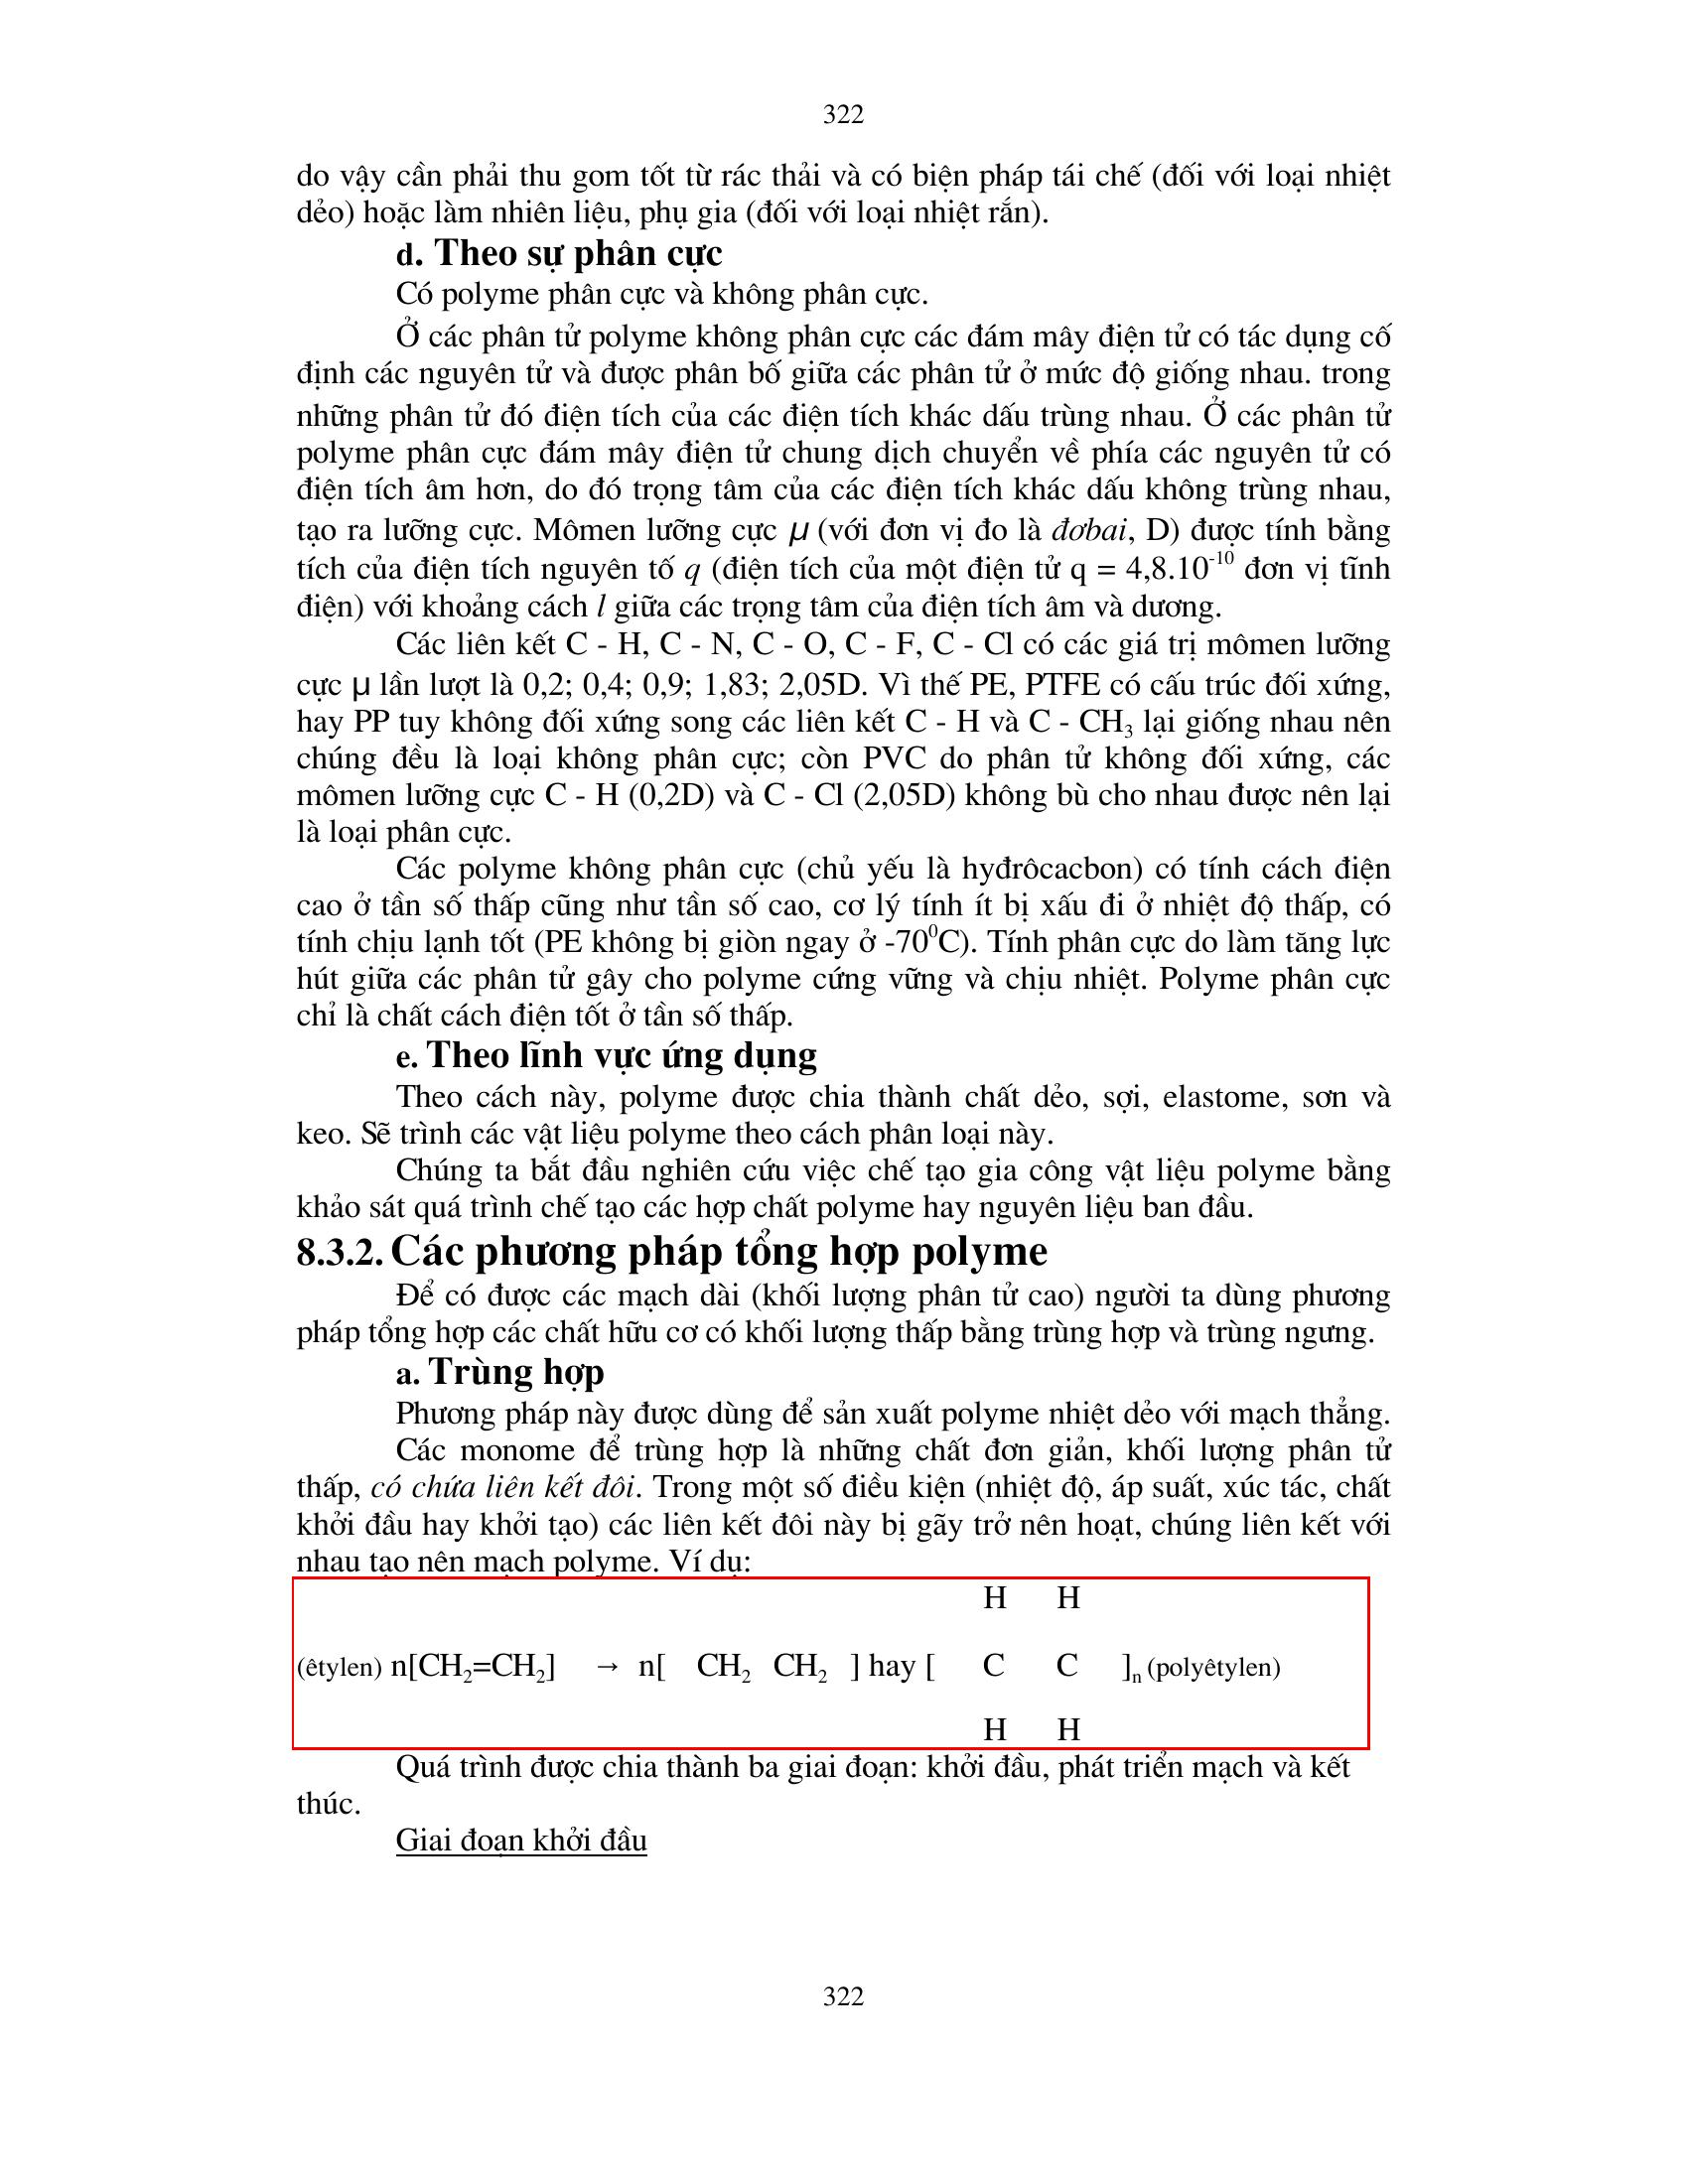 322
do vậy cần phải thu gom tốt từ rác thải và có biện pháp tái chế (đối với loại nhiệt
dẻo) hoặc làm nhiên liệu, phụ gia (đối với loại nhiệt rắn).
d. Theo sự phân cực
Có polyme phân cực và không phân cực.
Ở các phân tử polyme không phân cực các đám mây điện tử có tác dụng cố
định các nguyên tử và được phân bố giữa các phân tử ở mức độ giống nhau. trong
những phân tử đó điện tích của các điện tích khác dấu trùng nhau. Ở các phân tử
polyme phân cực đám mây điện tử chung dịch chuyển về phía các nguyên tử có
điện tích âm hơn, do đó trọng tâm của các điện tích khác dấu không trùng nhau,
tạo ra lưỡng cực. Mômen lưỡng cực μ (với đơn vị đo là đơbai, D) được tính bằng
tích của điện tích nguyên tố q (điện tích của một điện tử q = 4,8.10⁻¹⁰ đơn vị tĩnh
điện) với khoảng cách l giữa các trọng tâm của điện tích âm và dương.
Các liên kết C - H, C - N, C - O, C - F, C - Cl có các giá trị mômen lưỡng
cực μ lần lượt là 0,2; 0,4; 0,9; 1,83; 2,05D. Vì thế PE, PTFE có cấu trúc đối xứng,
hay PP tuy không đối xứng song các liên kết C - H và C - CH₃ lại giống nhau nên
chúng đều là loại không phân cực; còn PVC do phân tử không đối xứng, các
mômen lưỡng cực C - H (0,2D) và C - Cl (2,05D) không bù cho nhau được nên lại
là loại phân cực.
Các polyme không phân cực (chủ yếu là hyđrôcacbon) có tính cách điện
cao ở tần số thấp cũng như tần số cao, cơ lý tính ít bị xấu đi ở nhiệt độ thấp, có
tính chịu lạnh tốt (PE không bị giòn ngay ở -70⁰C). Tính phân cực do làm tăng lực
hút giữa các phân tử gây cho polyme cứng vững và chịu nhiệt. Polyme phân cực
chỉ là chất cách điện tốt ở tần số thấp.
e. Theo lĩnh vực ứng dụng
Theo cách này, polyme được chia thành chất dẻo, sợi, elastome, sơn và
keo. Sẽ trình các vật liệu polyme theo cách phân loại này.
Chúng ta bắt đầu nghiên cứu việc chế tạo gia công vật liệu polyme bằng
khảo sát quá trình chế tạo các hợp chất polyme hay nguyên liệu ban đầu.
8.3.2. Các phương pháp tổng hợp polyme
Để có được các mạch dài (khối lượng phân tử cao) người ta dùng phương
pháp tổng hợp các chất hữu cơ có khối lượng thấp bằng trùng hợp và trùng ngưng.
a. Trùng hợp
Phương pháp này được dùng để sản xuất polyme nhiệt dẻo với mạch thẳng.
Các monome để trùng hợp là những chất đơn giản, khối lượng phân tử
thấp, có chứa liên kết đôi. Trong một số điều kiện (nhiệt độ, áp suất, xúc tác, chất
khởi đầu hay khởi tạo) các liên kết đôi này bị gãy trở nên hoạt, chúng liên kết với
nhau tạo nên mạch polyme. Ví dụ:
H H
(êtylen) n[CH₂=CH₂] → n[ CH₂ CH₂ ] hay [ C C ]ₙ (polyêtylen)
H H
Quá trình được chia thành ba giai đoạn: khởi đầu, phát triển mạch và kết
thúc.
Giai đoạn khởi đầu
322